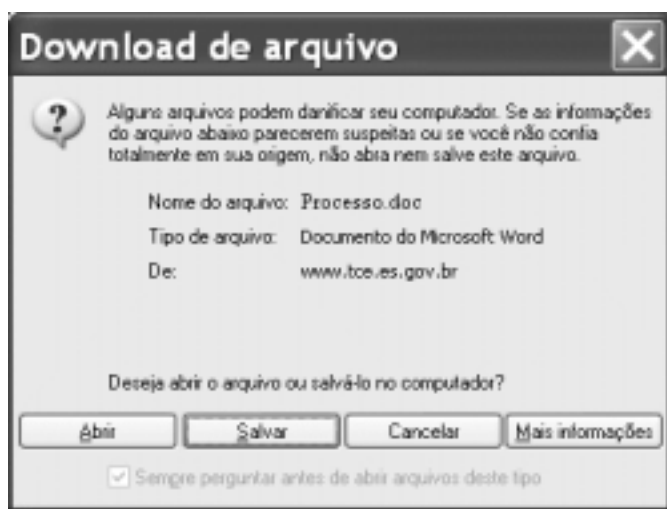 Download de arquivo
Alguns arquivos podem danificar seu computador. Se as informações
do arquivo abaixo parecerem suspeitas ou se você não confia
totalmente em sua origem, não abra nem salve este arquivo.
Nome do arquivo: Processo.doc
Tipo de arquivo: Documento do Microsoft Word
De: www.tce.es.gov.br
Deseja abrir o arquivo ou salvá-lo no computador?
Abrir Salvar Cancelar Mais informações
Sempre perguntar antes de abrir arquivos deste tipo